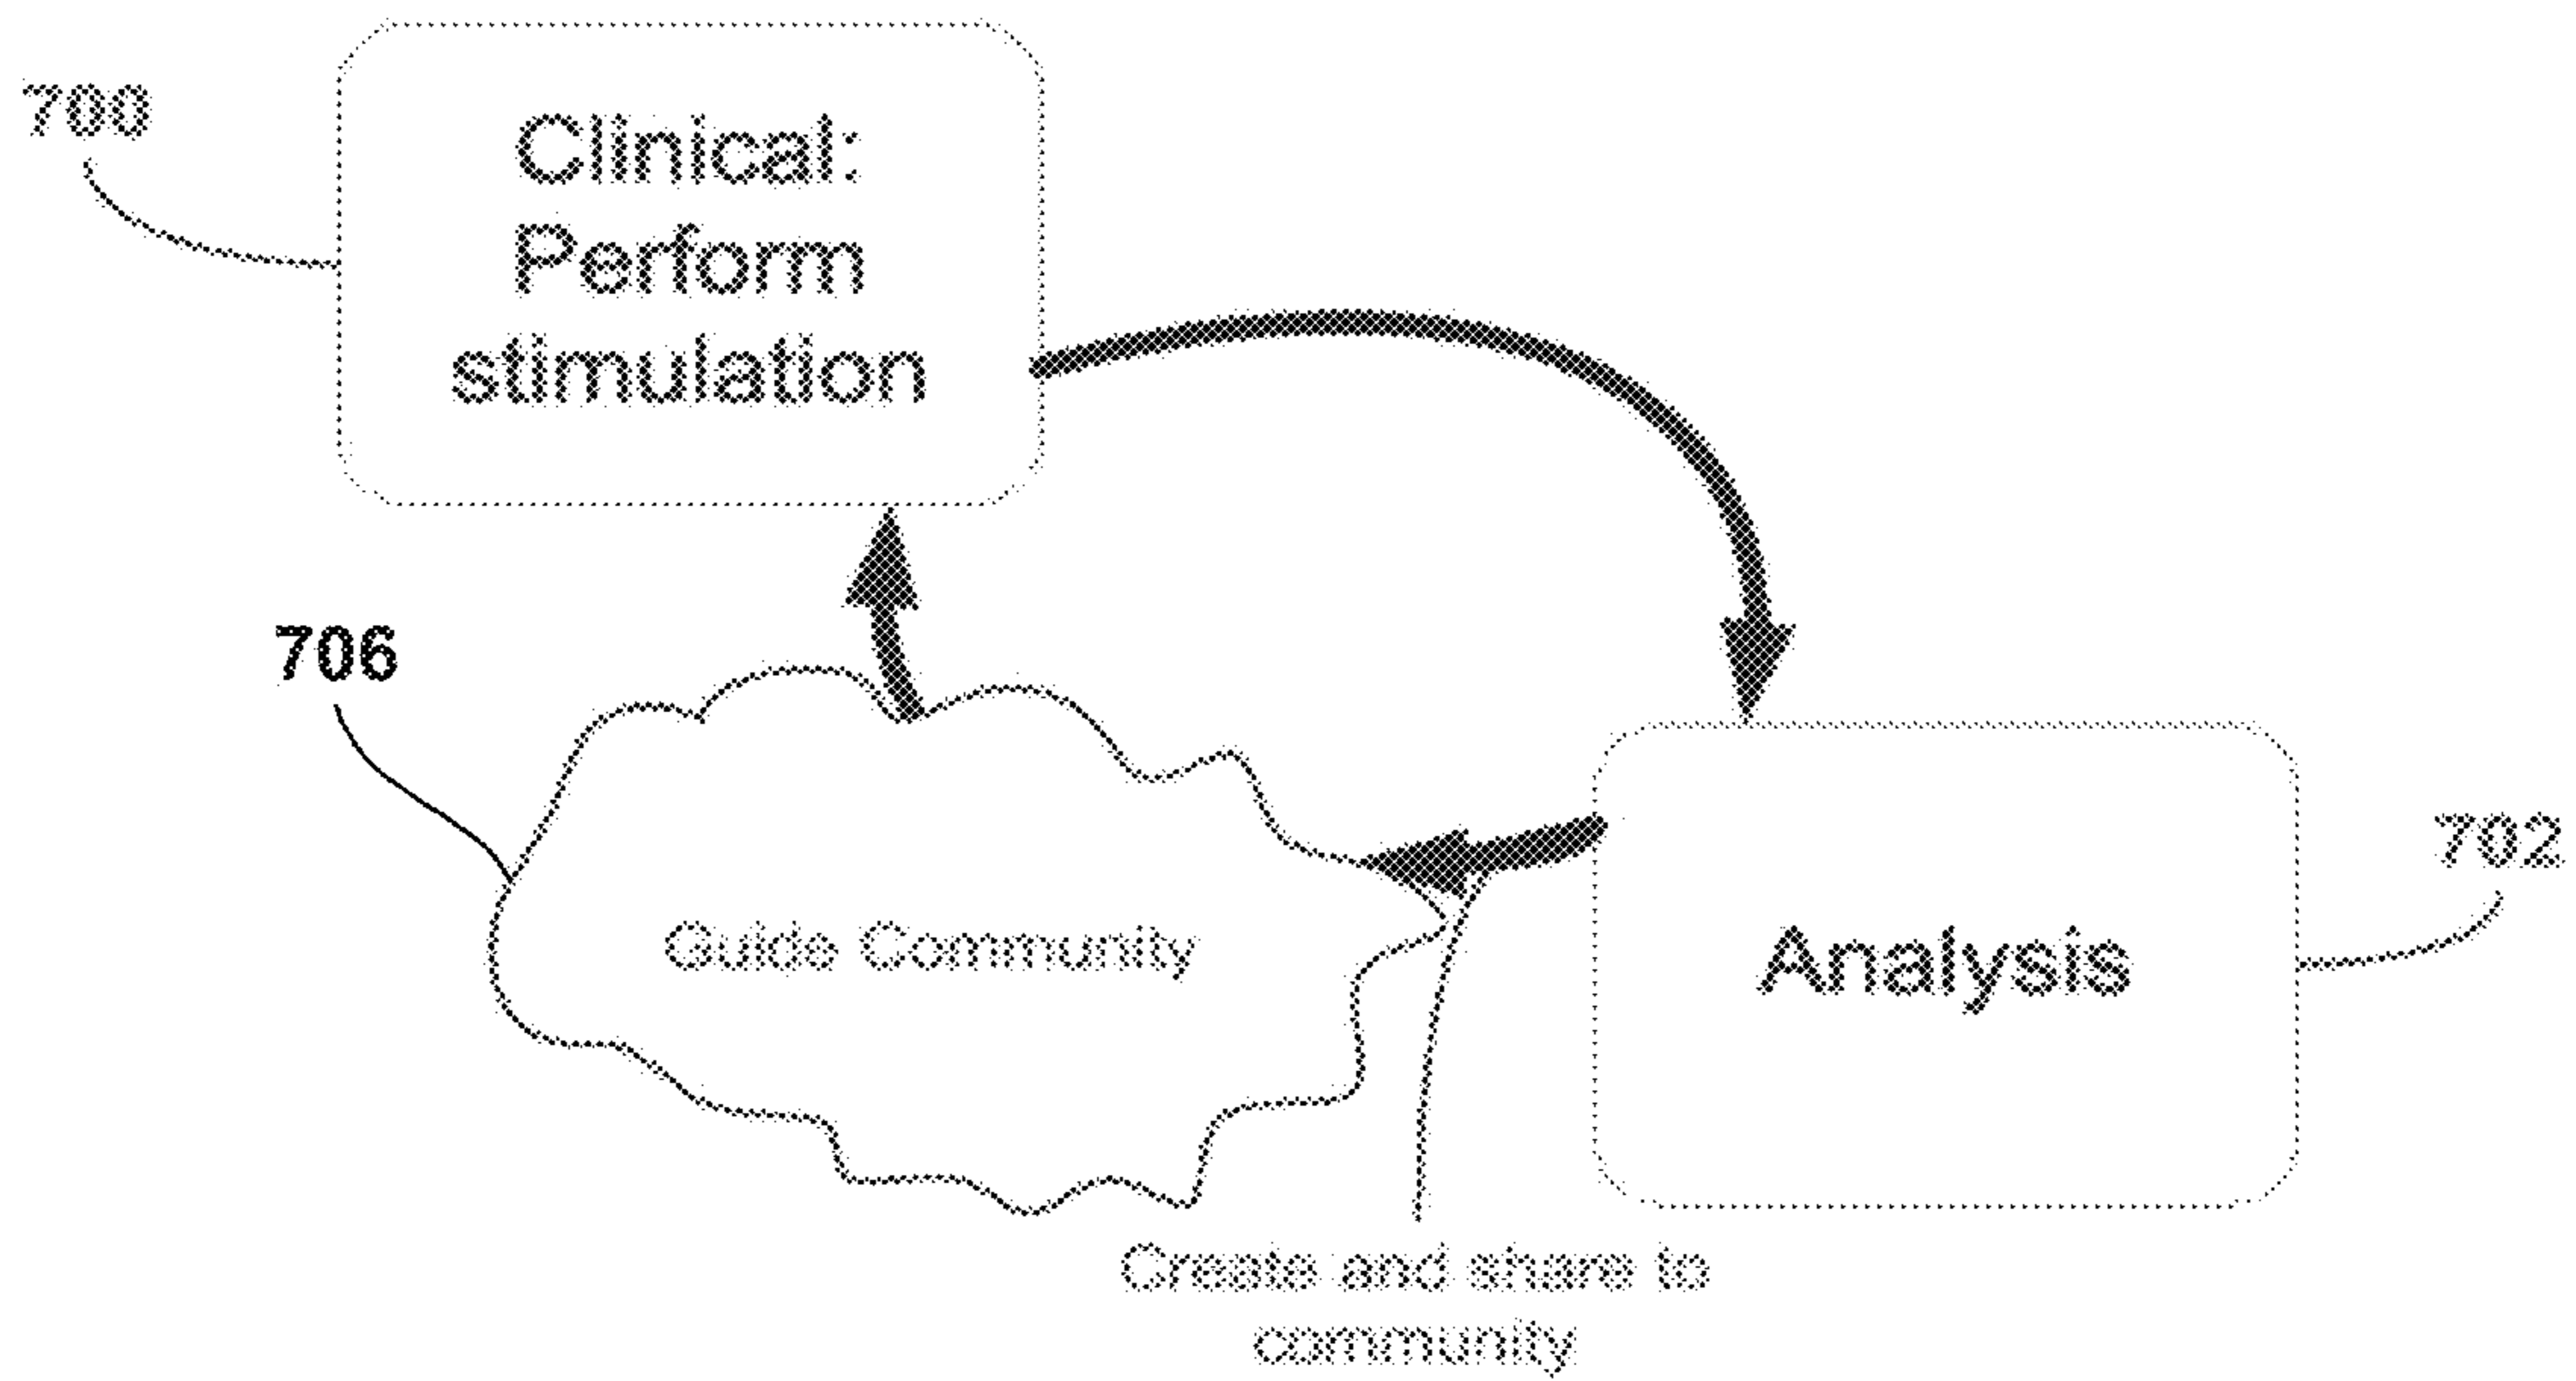 700
Clinical:
Perform
stimulation
706
702
Guide Community
Analysis
Create and share to
community